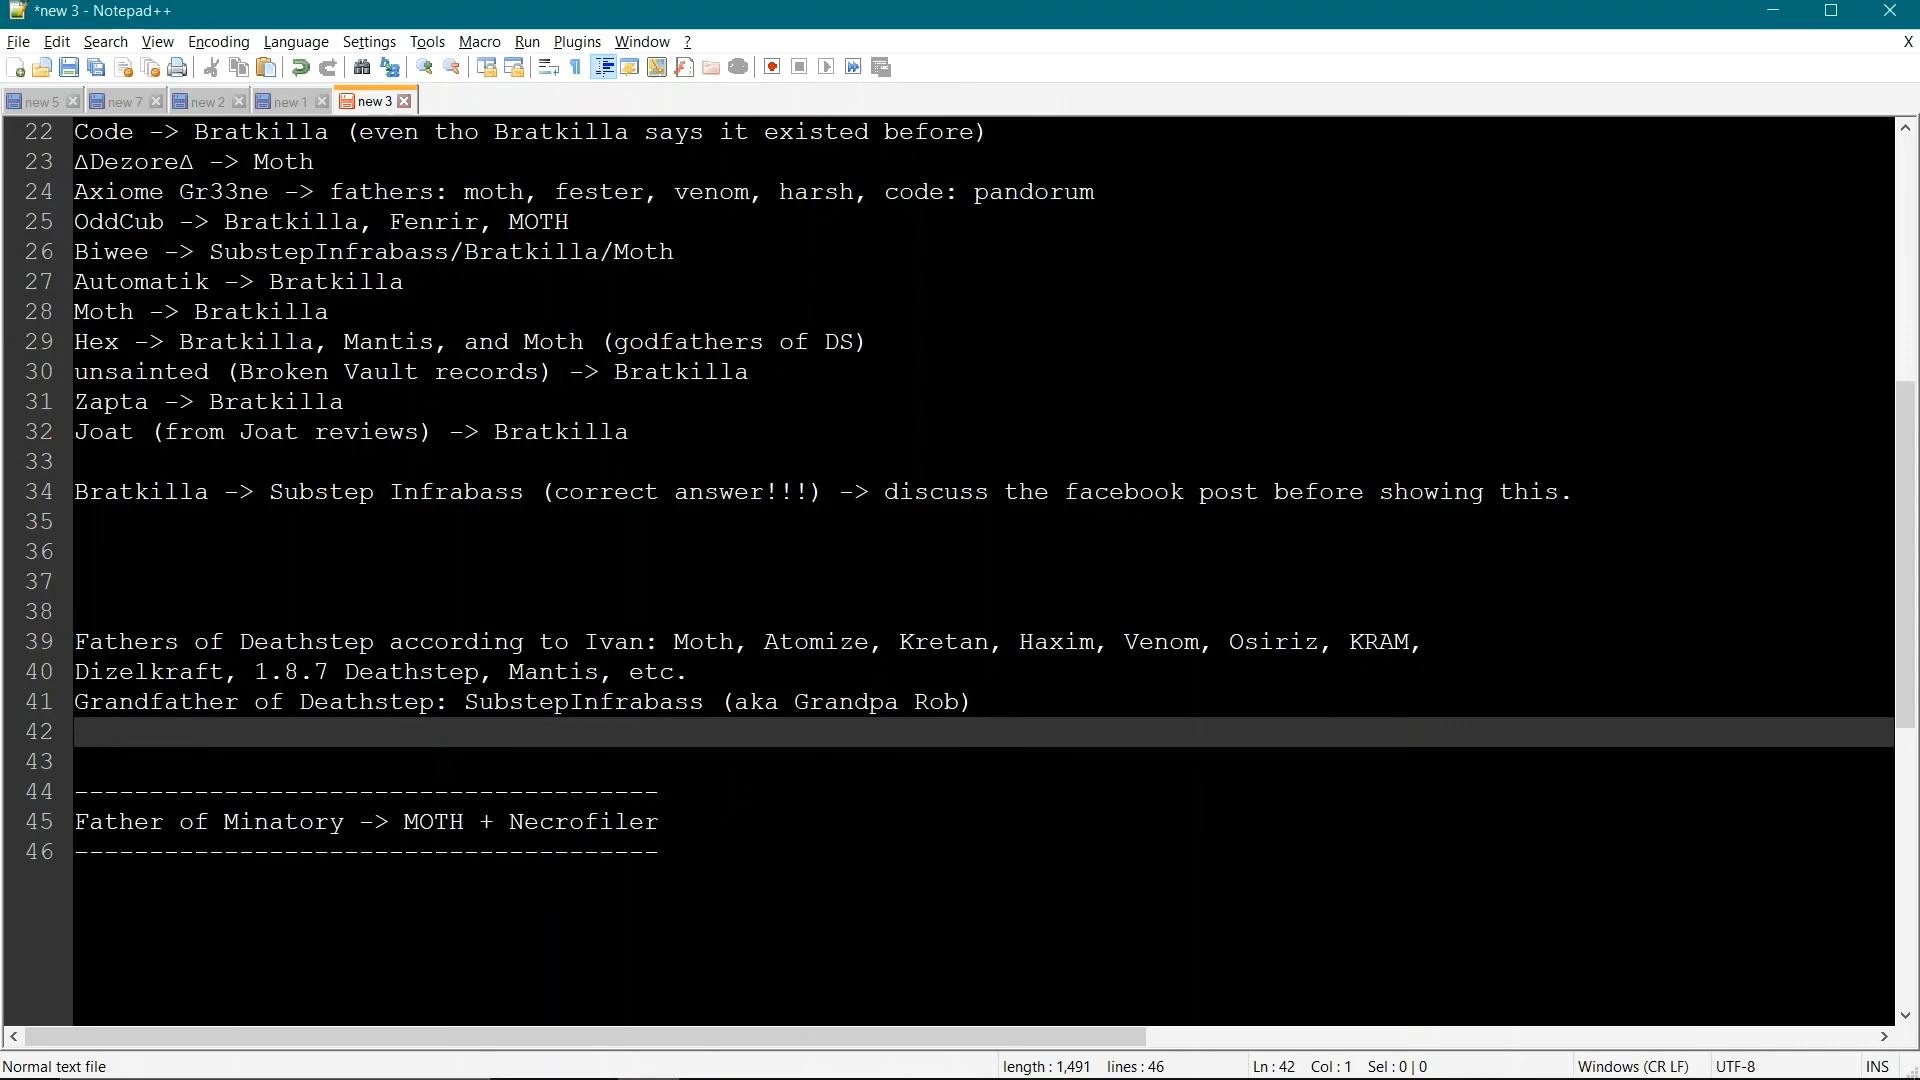 *new 3 - Notepad++
File Edit Search View Encoding Language Settings Tools Macro Run Plugins Window ? X
new 5 new 7 new 2 new 1 new 3
22 Code -> Bratkilla (even tho Bratkilla says it existed before)
23 ΔDezoreΔ -> Moth
24 Axiome Gr33ne -> fathers: moth, fester, venom, harsh, code: pandorum
25 OddCub -> Bratkilla, Fenrir, MOTH
26 Biwee -> SubstepInfrabass/Bratkilla/Moth
27 Automatik -> Bratkilla
28 Moth -> Bratkilla
29 Hex -> Bratkilla, Mantis, and Moth (godfathers of DS)
30 unsainted (Broken Vault records) -> Bratkilla
31 Zapta -> Bratkilla
32 Joat (from Joat reviews) -> Bratkilla
33
34 Bratkilla -> Substep Infrabass (correct answer!!!) -> discuss the facebook post before showing this.
35
36
37
38
39 Fathers of Deathstep according to Ivan: Moth, Atomize, Kretan, Haxim, Venom, Osiriz, KRAM,
40 Dizelkraft, 1.8.7 Deathstep, Mantis, etc.
41 Grandfather of Deathstep: SubstepInfrabass (aka Grandpa Rob)
42
43
44 ---------------------------------------
45 Father of Minatory -> MOTH + Necrofiler
46 ---------------------------------------
Normal text file length : 1,491 lines : 46 Ln : 42 Col : 1 Sel : 0 | 0 Windows (CR LF) UTF-8 INS